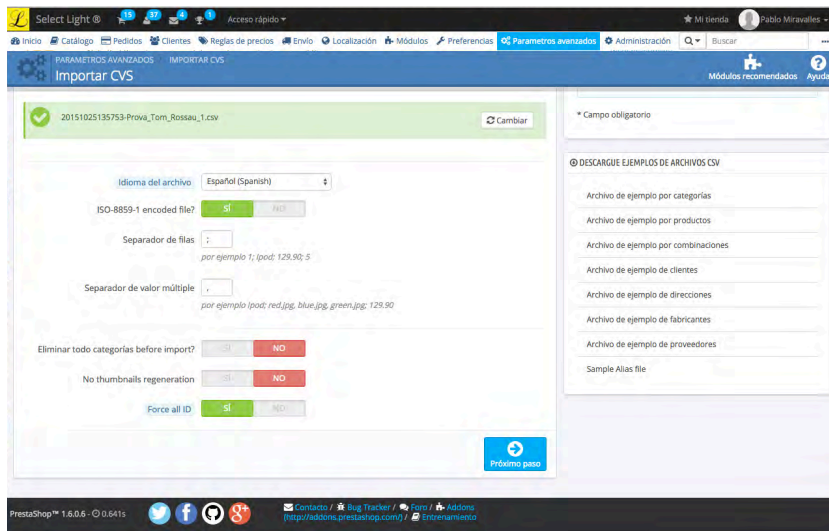 Select Light ® 15 37 4 1 Acceso rápido Mi tienda Pablo Miravalles
Inicio Catálogo Pedidos Clientes Reglas de precios Envío Localización Módulos Preferencias Parametros avanzados Administración Buscar
PARAMETROS AVANZADOS IMPORTAR CVS
Importar CVS
Módulos recomendados Ayuda
20151025135753-Prova_Tom_Rossau_1.csv Cambiar
* Campo obligatorio
DESCARGUE EJEMPLOS DE ARCHIVOS CSV
Idioma del archivo Español (Spanish)
ISO-8859-1 encoded file? SÍ NO
Separador de filas ;
por ejemplo 1; Ipod; 129.90; 5
Separador de valor múltiple ,
por ejemplo Ipod; red.jpg, blue.jpg, green.jpg; 129.90
Eliminar todo categorías before import? SÍ NO
No thumbnails regeneration SÍ NO
Force all ID SÍ NO
Próximo paso
Archivo de ejemplo por categorías
Archivo de ejemplo por productos
Archivo de ejemplo por combinaciones
Archivo de ejemplo de clientes
Archivo de ejemplo de direcciones
Archivo de ejemplo de fabricantes
Archivo de ejemplo de proveedores
Sample Alias file
PrestaShop™ 1.6.0.6 - 0.641s
Contacto / Bug Tracker / Foro / Addons
(http://addons.prestashop.com/) / Entrenamiento